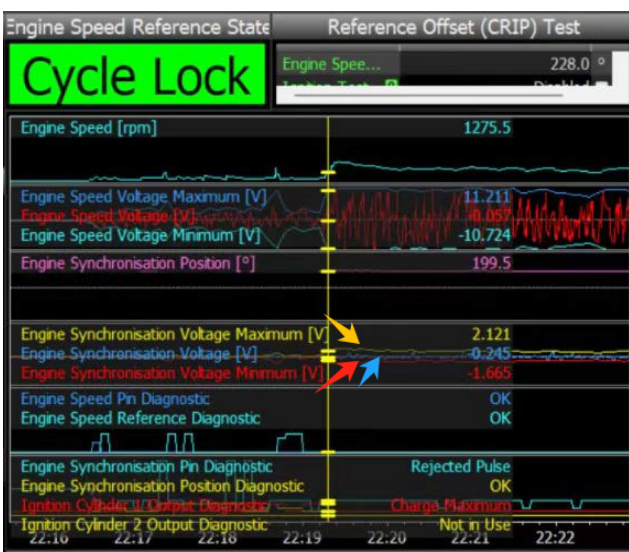 Engine Speed Reference State
Reference Offset (CRIP) Test
Cycle Lock
Engine Spee... 228.0 °
Ignition Test Disabled
Engine Speed [rpm] 1275.5
Engine Speed Voltage Maximum [V] 11.211
Engine Speed Voltage [V] -0.057
Engine Speed Voltage Minimum [V] -10.724
Engine Synchronisation Position [°] 199.5
Engine Synchronisation Voltage Maximum [V] 2.121
Engine Synchronisation Voltage [V] -0.245
Engine Synchronisation Voltage Minimum [V] -1.665
Engine Speed Pin Diagnostic OK
Engine Speed Reference Diagnostic OK
Engine Synchronisation Pin Diagnostic Rejected Pulse
Engine Synchronisation Position Diagnostic OK
Ignition Cylinder 1 Output Diagnostic Charge Maximum
Ignition Cylinder 2 Output Diagnostic Not in Use
22:16 22:17 22:18 22:19 22:20 22:21 22:22